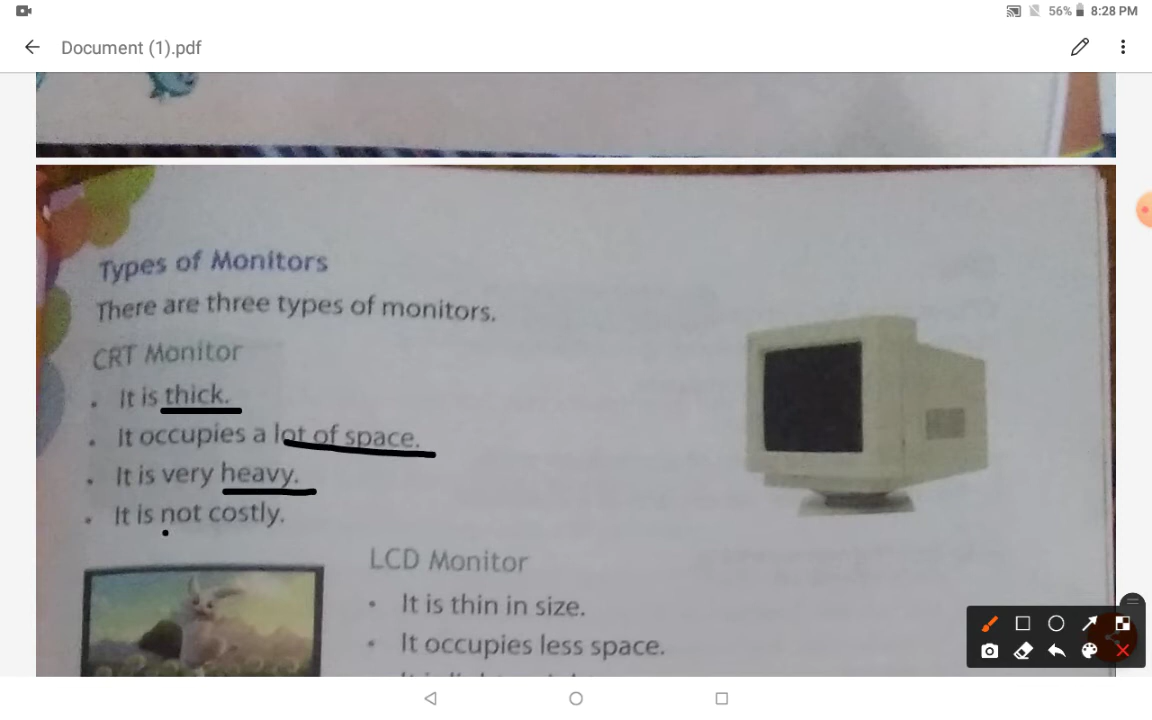 56% 8:28 PM
Document (1).pdf
Types of Monitors
There are three types of monitors.
CRT Monitor
• It is thick.
• It occupies a lot of space.
• It is very heavy.
• It is not costly.
LCD Monitor
• It is thin in size.
• It occupies less space.